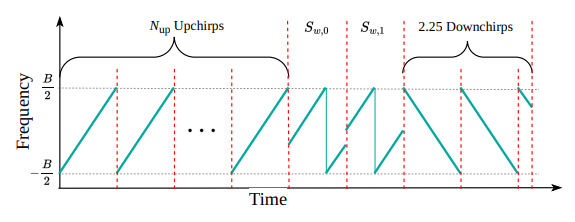 N_up Upchirps
S_w,0
S_w,1
2.25 Downchirps
Frequency
B/2
...
-B/2
Time